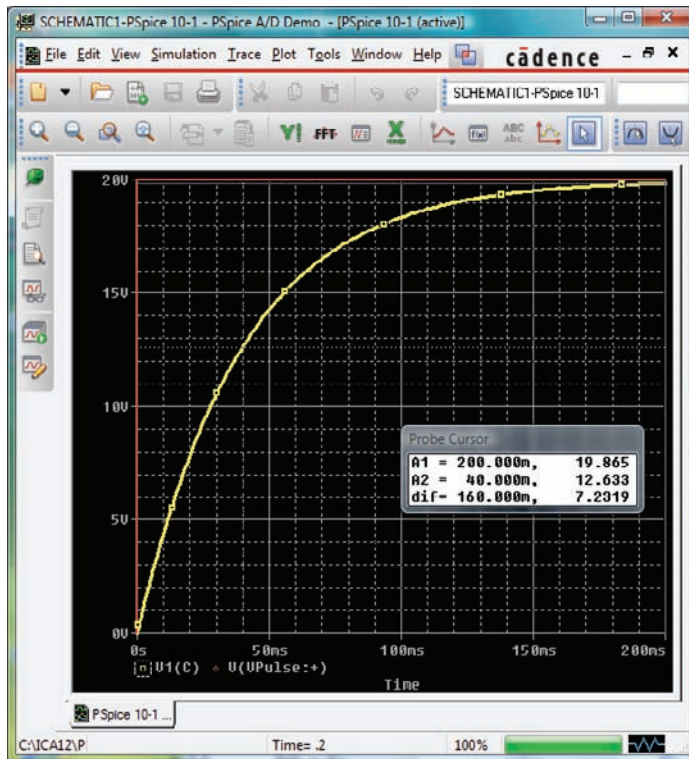 SCHEMATIC1-PSpice 10-1 - PSpice A/D Demo - [PSpice 10-1 (active)]
File Edit View Simulation Trace Plot Tools Window Help cādence
SCHEMATIC1-PSpice 10-1
FFT
ABC
abc
20V
15V
10V
5V
0V
Probe Cursor
A1 = 200.000m, 19.865
A2 = 40.000m, 12.633
dif= 160.000m, 7.2319
0s 50ms 100ms 150ms 200ms
V1(C) V(VPulse:+)
Time
PSpice 10-1 ...
C:\ICA12\P Time= .2 100%